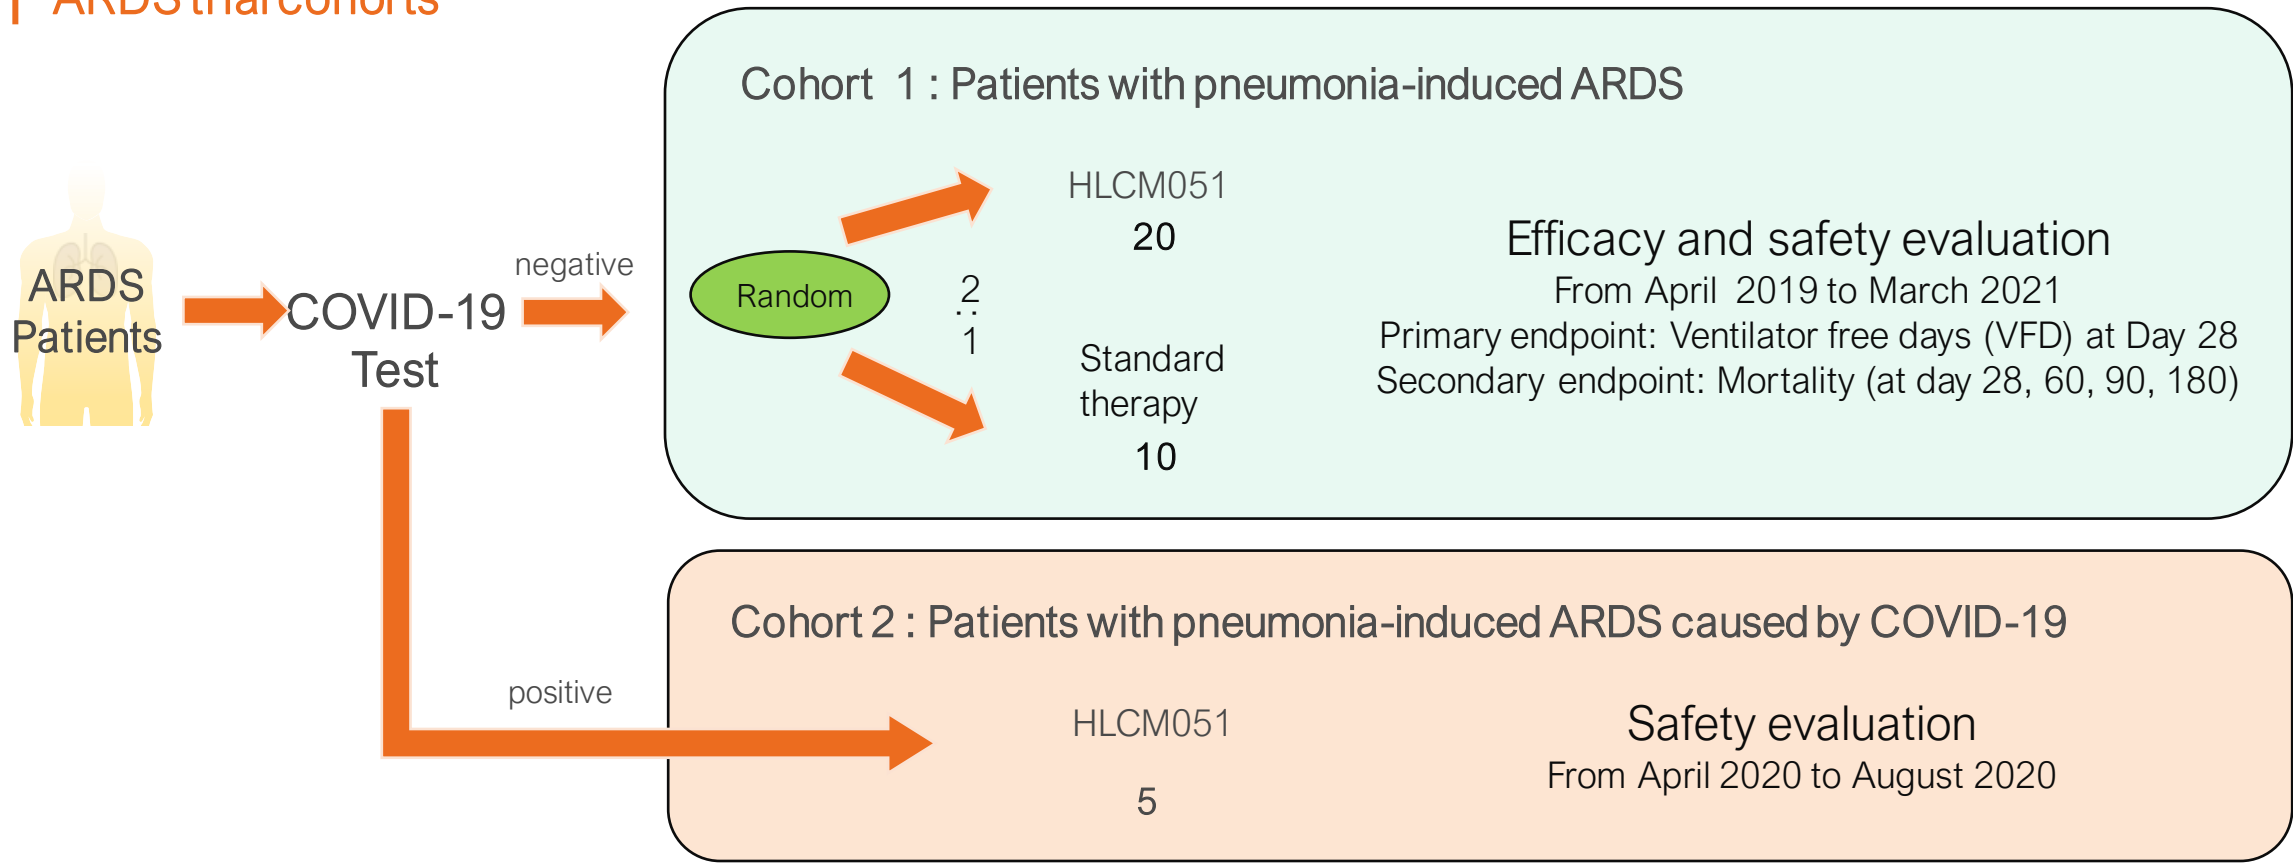 ARDS trial cohorts
Cohort 1 : Patients with pneumonia-induced ARDS
HLCM051
20
negative
ARDS
Patients
COVID-19
Test
Random
2
:
1
Standard
therapy
10
Efficacy and safety evaluation
From April 2019 to March 2021
Primary endpoint: Ventilator free days (VFD) at Day 28
Secondary endpoint: Mortality (at day 28, 60, 90, 180)
Cohort 2 : Patients with pneumonia-induced ARDS caused by COVID-19
positive
HLCM051
5
Safety evaluation
From April 2020 to August 2020